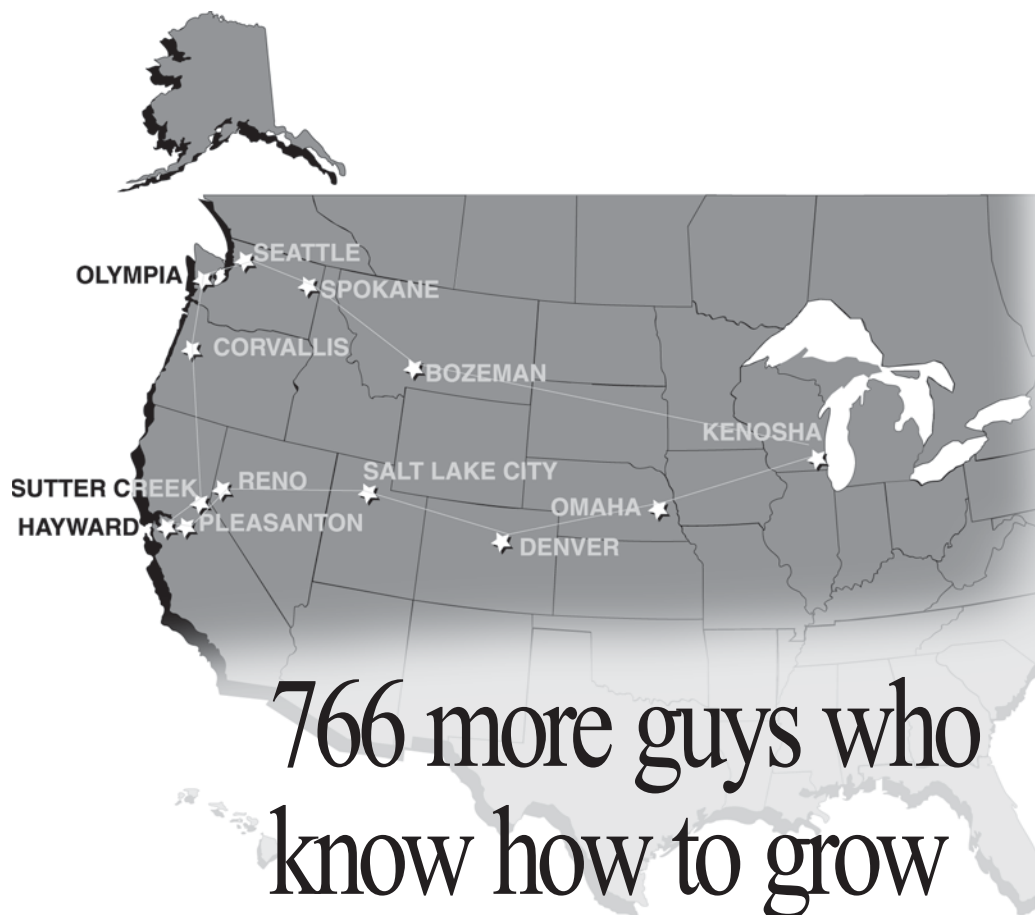 SEATTLE
OLYMPIA
SPOKANE
CORVALLIS
BOZEMAN
KENOSHA
SALT LAKE CITY
SUTTER CREEK
RENO
OMAHA
HAYWARD
PLEASANTON
DENVER
766 more guys who
know how to grow